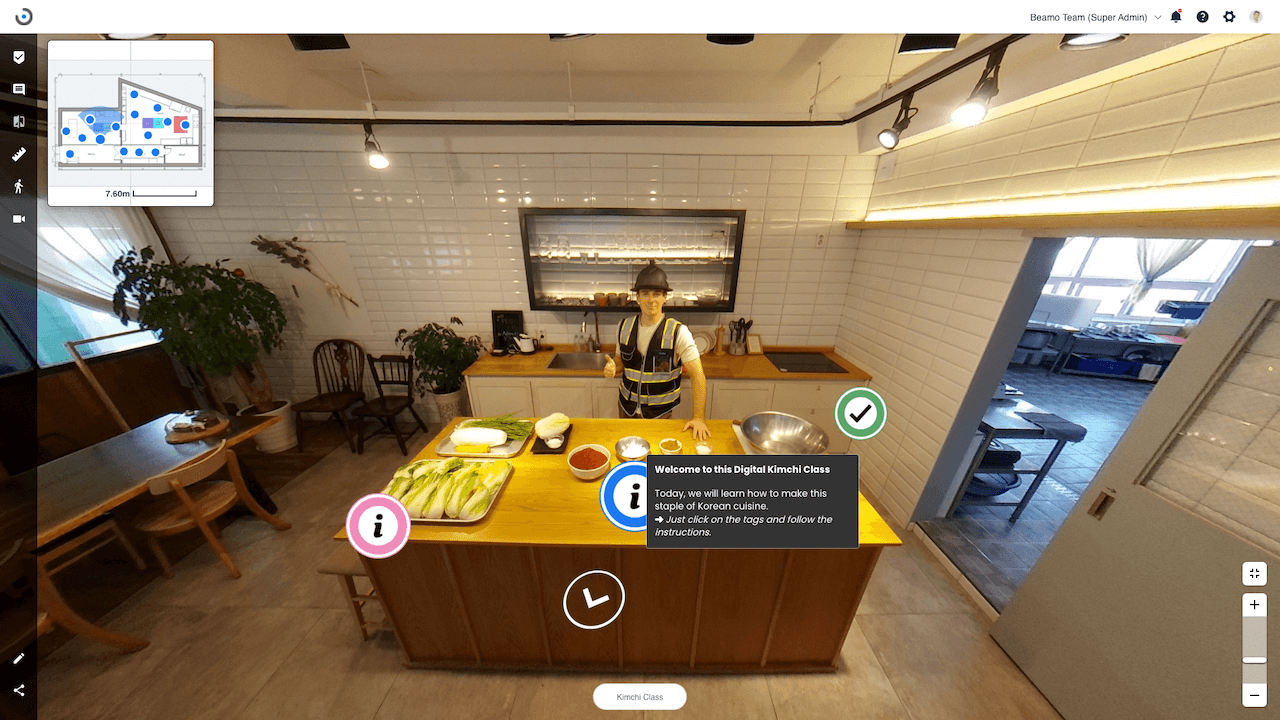 Beamo Team (Super Admin)
7.60m
Welcome to this Digital Kimchi Class
Today, we will learn how to make this
staple of Korean cuisine.
➜ Just click on the tags and follow the
instructions.
Kimchi Class